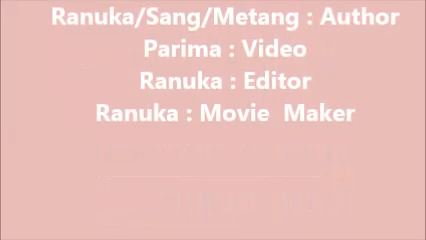 Ranuka/Sang/Metang : Author
Parima : Video
Ranuka : Editor
Ranuka : Movie  Maker